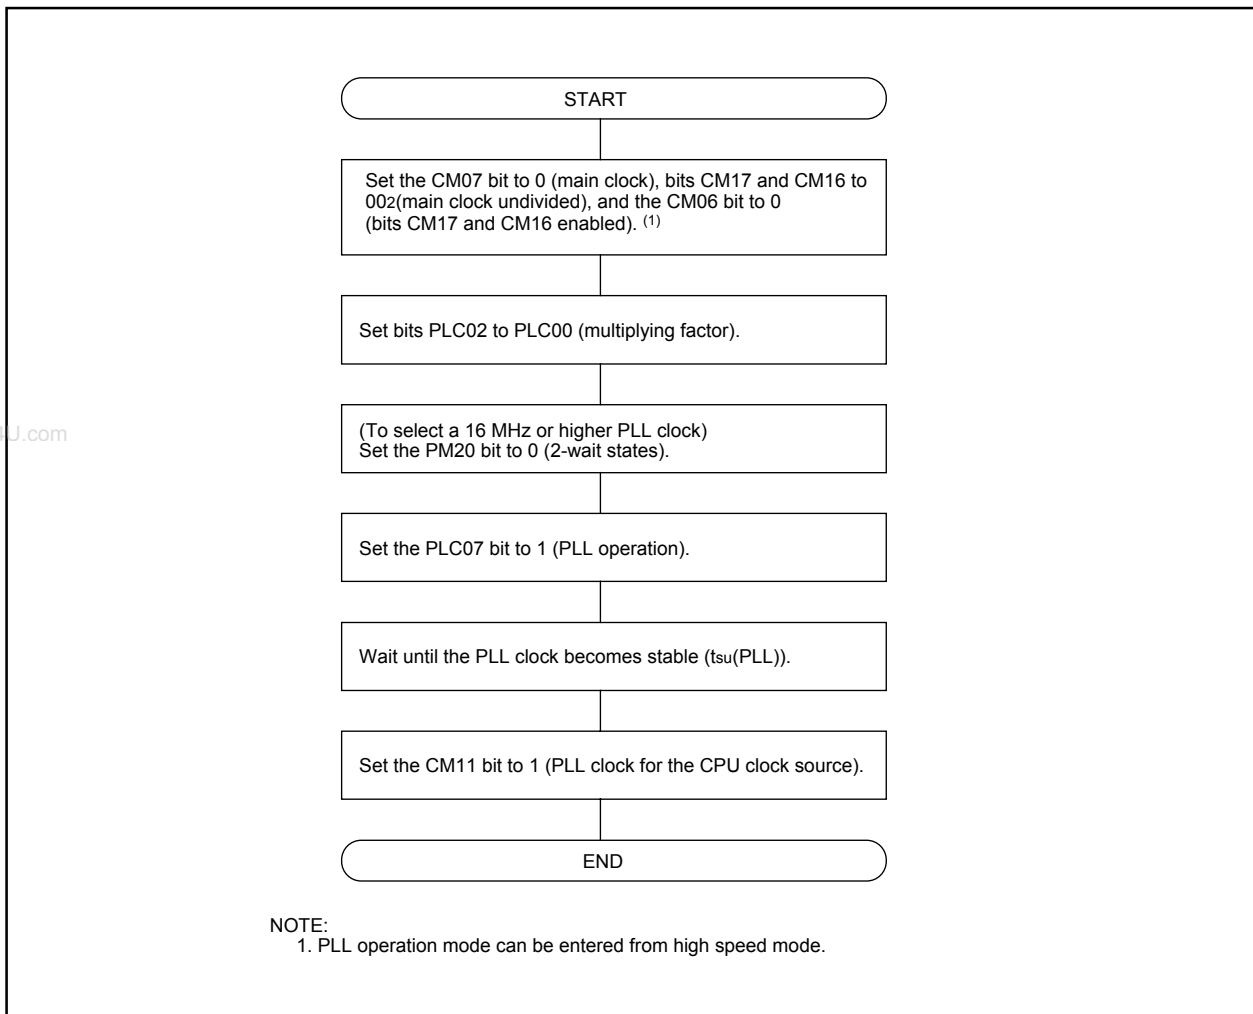 START
Set the CM07 bit to 0 (main clock), bits CM17 and CM16 to
002(main clock undivided), and the CM06 bit to 0
(bits CM17 and CM16 enabled). (1)
Set bits PLC02 to PLC00 (multiplying factor).
(To select a 16 MHz or higher PLL clock)
Set the PM20 bit to 0 (2-wait states).
Set the PLC07 bit to 1 (PLL operation).
Wait until the PLL clock becomes stable (tsu(PLL)).
Set the CM11 bit to 1 (PLL clock for the CPU clock source).
END
NOTE:
1. PLL operation mode can be entered from high speed mode.
U.com